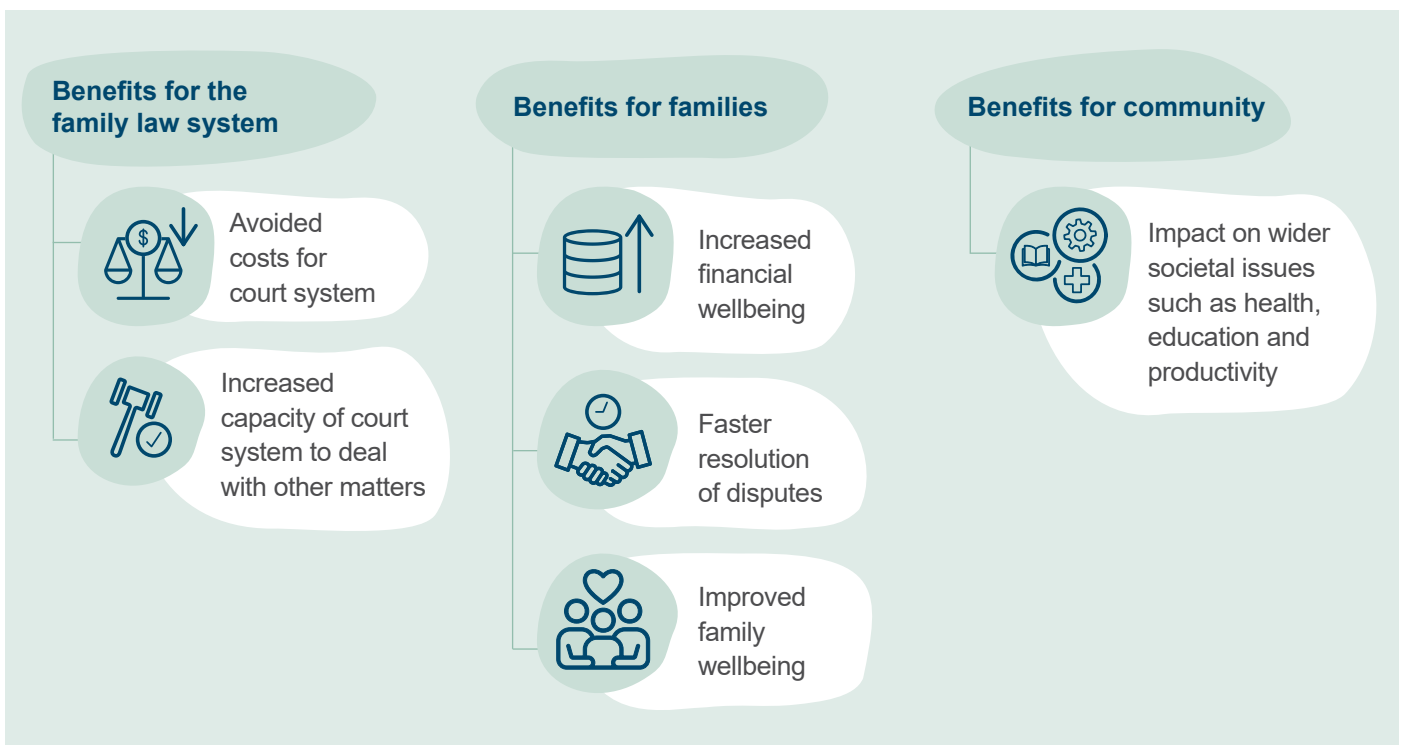 Benefits for the
family law system
$
Avoided
costs for
court system
Increased
capacity of court
system to deal
with other matters
Benefits for families
Increased
financial
wellbeing
Faster
resolution
of disputes
Improved
family
wellbeing
Benefits for community
Impact on wider
societal issues
such as health,
education and
productivity